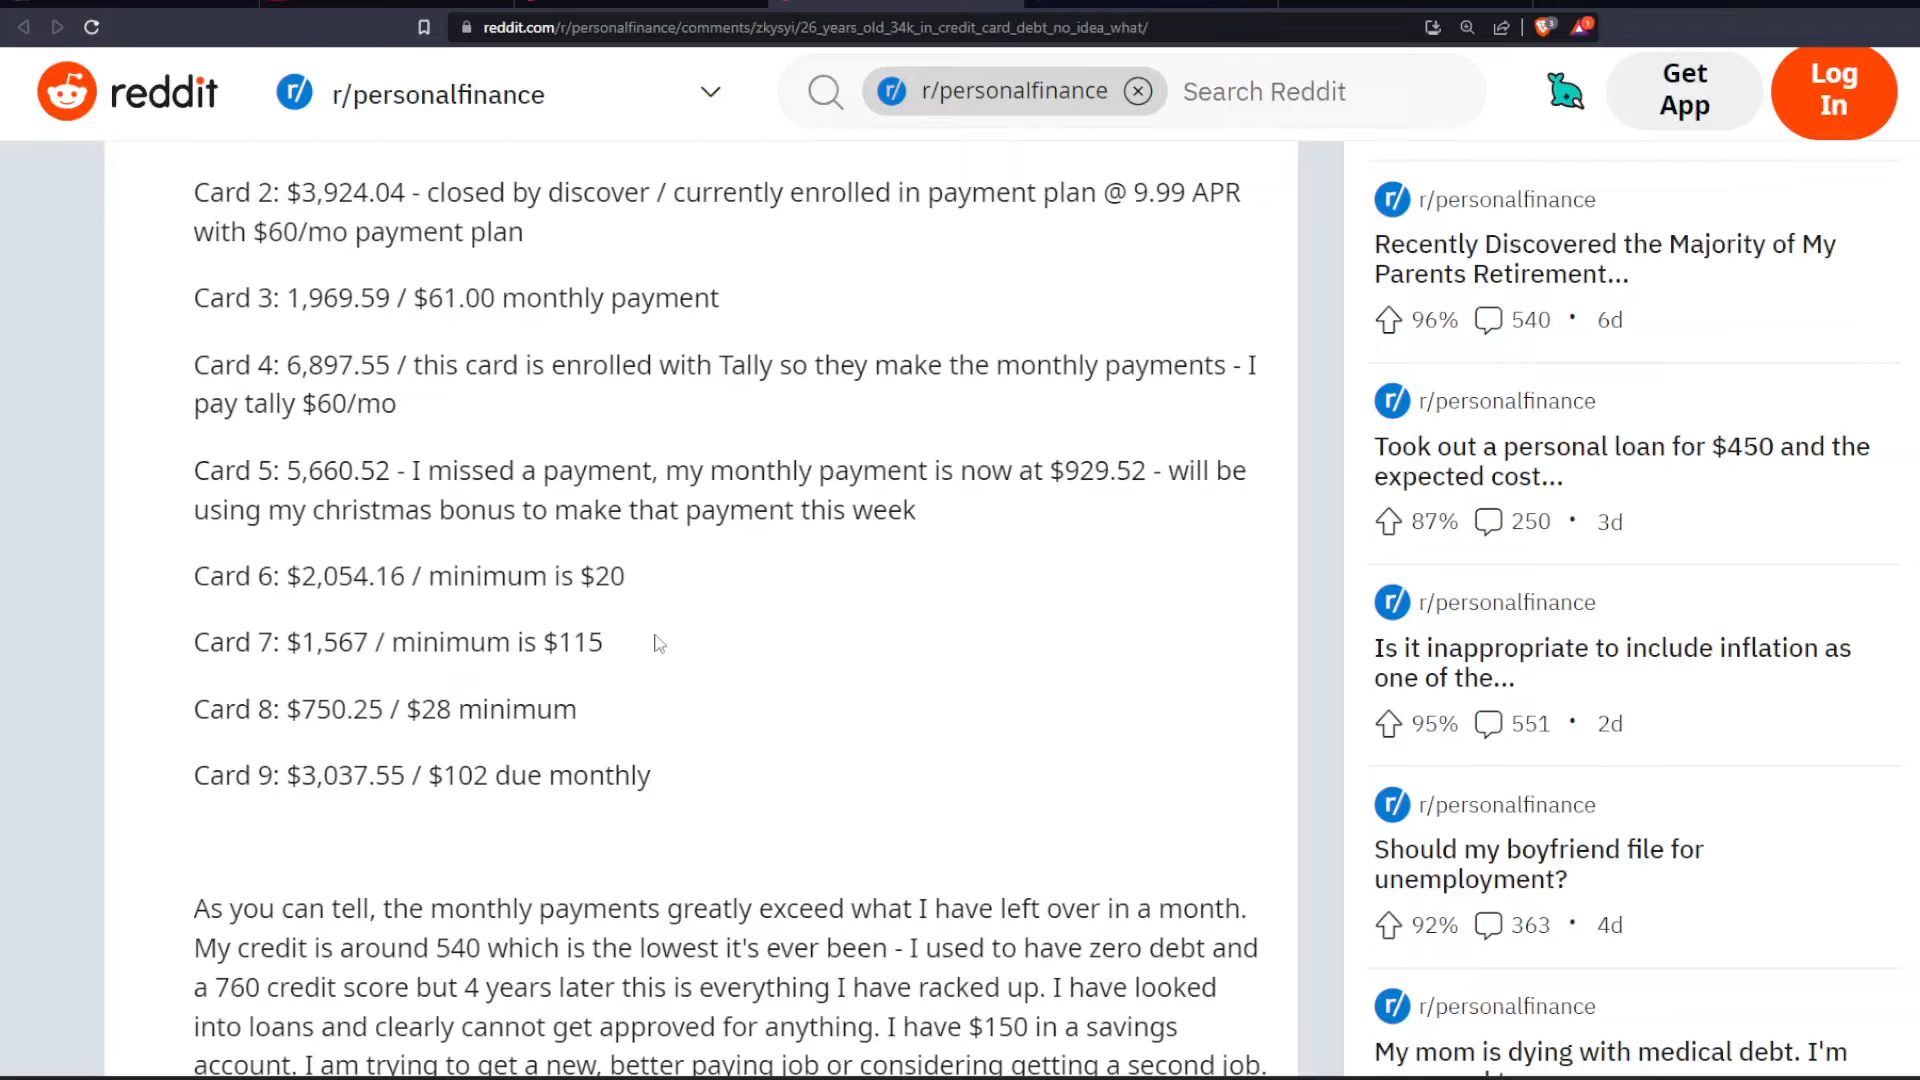 reddit.com/r/personalfinance/comments/zkysyi/26_years_old_34k_in_credit_card_debt_no_idea_what/
3
1
reddit
r/ r/personalfinance
r/ r/personalfinance
Search Reddit
Get App
Log In
Card 2: $3,924.04 - closed by discover / currently enrolled in payment plan @ 9.99 APR
with $60/mo payment plan
Card 3: 1,969.59 / $61.00 monthly payment
Card 4: 6,897.55 / this card is enrolled with Tally so they make the monthly payments - I
pay tally $60/mo
Card 5: 5,660.52 - I missed a payment, my monthly payment is now at $929.52 - will be
using my christmas bonus to make that payment this week
Card 6: $2,054.16 / minimum is $20
Card 7: $1,567 / minimum is $115
Card 8: $750.25 / $28 minimum
Card 9: $3,037.55 / $102 due monthly
As you can tell, the monthly payments greatly exceed what I have left over in a month.
My credit is around 540 which is the lowest it's ever been - I used to have zero debt and
a 760 credit score but 4 years later this is everything I have racked up. I have looked
into loans and clearly cannot get approved for anything. I have $150 in a savings
account. I am trying to get a new, better paying job or considering getting a second job.
r/ r/personalfinance
Recently Discovered the Majority of My
Parents Retirement...
96% 540 • 6d
r/ r/personalfinance
Took out a personal loan for $450 and the
expected cost...
87% 250 • 3d
r/ r/personalfinance
Is it inappropriate to include inflation as
one of the...
95% 551 • 2d
r/ r/personalfinance
Should my boyfriend file for
unemployment?
92% 363 • 4d
r/ r/personalfinance
My mom is dying with medical debt. I'm